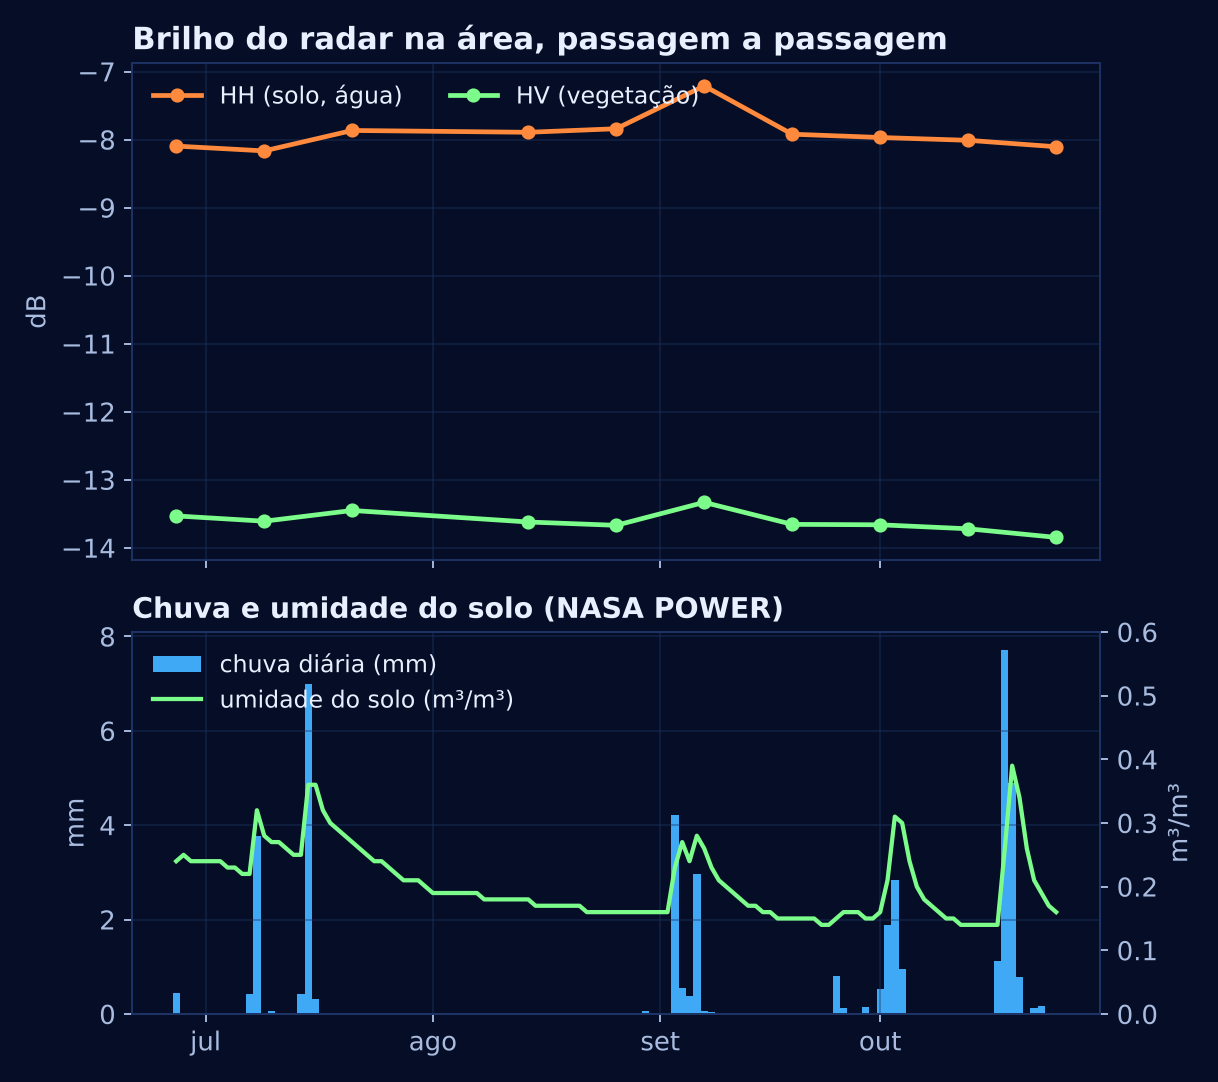 Brilho do radar na área, passagem a passagem
HH (solo, água)
HV (vegetação)
−7
−8
−9
−10
−11
−12
−13
−14
dB
Chuva e umidade do solo (NASA POWER)
chuva diária (mm)
umidade do solo (m³/m³)
8
6
4
2
0
mm
0.6
0.5
0.4
0.3
0.2
0.1
0.0
m³/m³
jul
ago
set
out